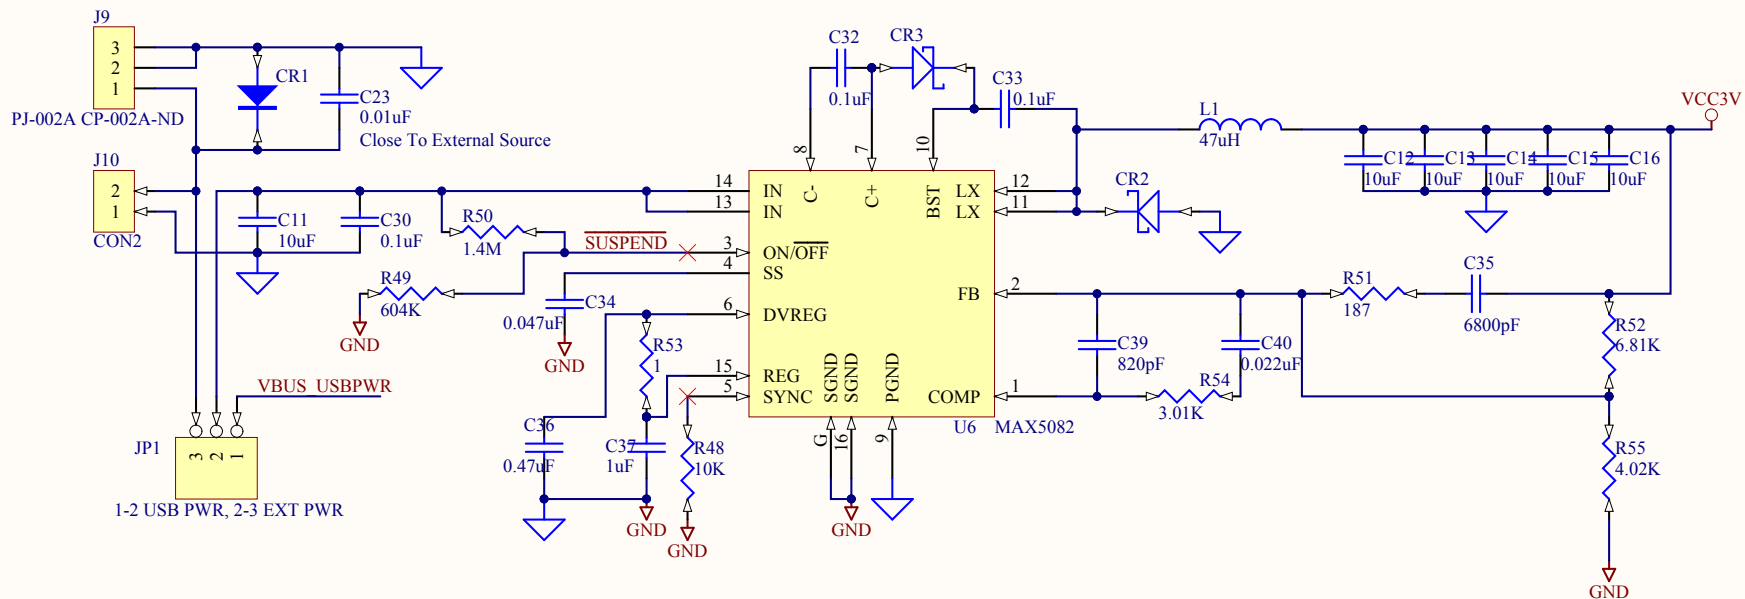 J9
3
2
1
PJ-002A CP-002A-ND
CR1
C23
0.01uF
Close To External Source
J10
2
1
CON2
C11
10uF
C30
0.1uF
R50
1.4M
R49
604K
GND
SUSPEND
C34
0.047uF
GND
R53
1
C36
0.47uF
C37
1uF
GND
R48
10K
GND
VBUS_USBPWR
JP1
3
2
1
1-2 USB PWR, 2-3 EXT PWR
C32
0.1uF
CR3
C33
0.1uF
8
7
10
14
13
3
4
6
15
5
IN
IN
ON/OFF
SS
DVREG
REG
SYNC
C-
C+
BST
LX
LX
FB
COMP
SGND
SGND
PGND
12
11
2
1
G
16
9
GND
U6
MAX5082
CR2
L1
47uH
VCC3V
C12
10uF
C13
10uF
C14
10uF
C15
10uF
C16
10uF
R51
187
C35
6800pF
C39
820pF
C40
0.022uF
R54
3.01K
R52
6.81K
R55
4.02K
GND